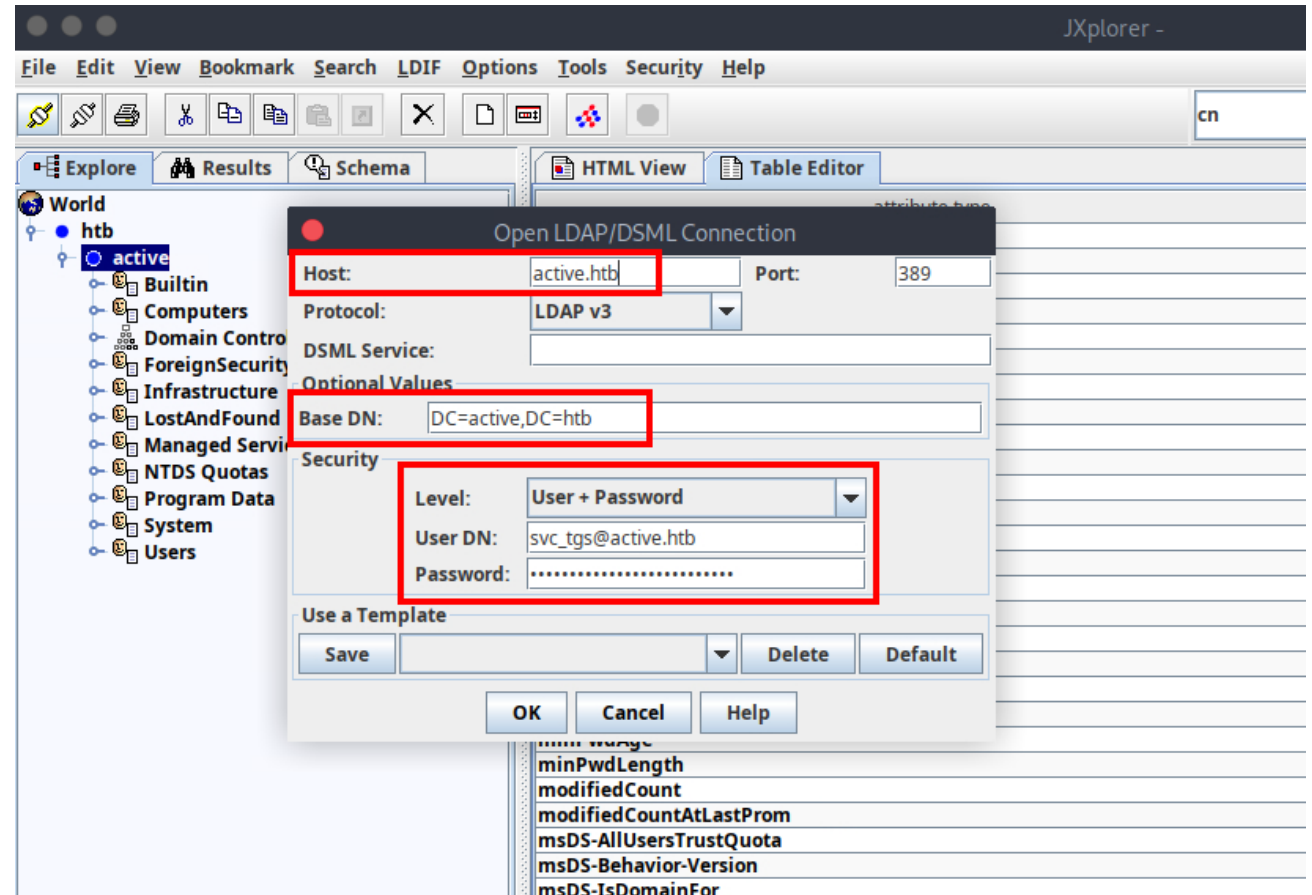 JXplorer -
File Edit View Bookmark Search LDIF Options Tools Security Help
cn
Explore Results Schema HTML View Table Editor
World
htb
active
Builtin
Computers
Domain Contro
ForeignSecurity
Infrastructure
LostAndFound
Managed Servi
NTDS Quotas
Program Data
System
Users
attribute type
Open LDAP/DSML Connection
Host: active.htb Port: 389
Protocol: LDAP v3
DSML Service:
Optional Values
Base DN: DC=active,DC=htb
Security
Level: User + Password
User DN: svc_tgs@active.htb
Password: ••••••••••••••••••••••••••
Use a Template
Save Delete Default
OK Cancel Help
minPwdAge
minPwdLength
modifiedCount
modifiedCountAtLastProm
msDS-AllUsersTrustQuota
msDS-Behavior-Version
msDS-IsDomainFor